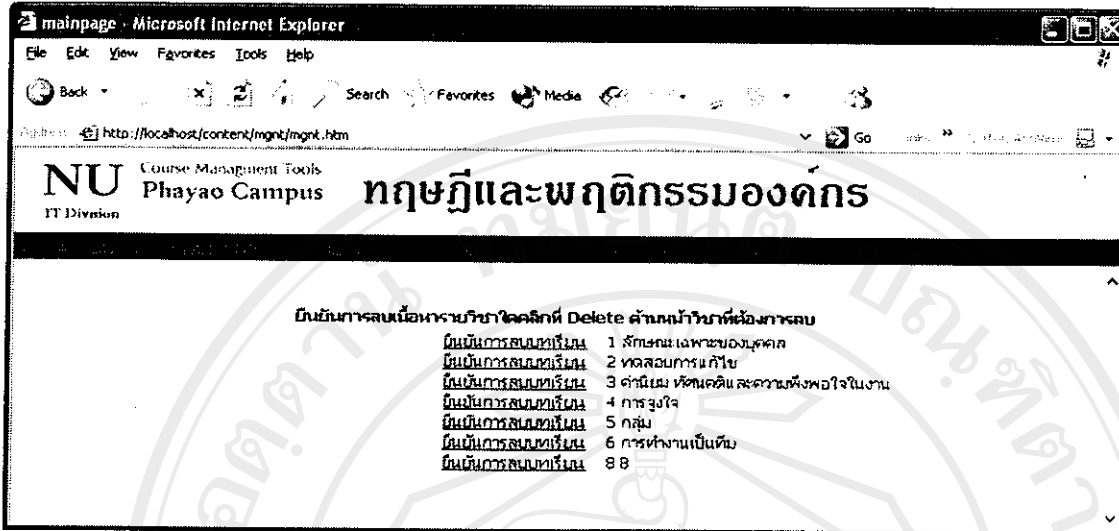 mainpage - Microsoft Internet Explorer
File Edit View Favorites Tools Help
Back Search Favorites Media
Address http://localhost/content/mgnt/mgnt.htm Go Links
NU Course Managment Tools
Phayao Campus
IT Division
ทฤษฎีและพฤติกรรมองค์กร
ยืนยันการลบเนื้อหารายวิชาใดคลิกที่ Delete ด้านหน้าวิชาที่ต้องการลบ
ยืนยันการลบบทเรียน 1 ลักษณะเฉพาะของบุคคล
ยืนยันการลบบทเรียน 2 ทดสอบการแก้ไข
ยืนยันการลบบทเรียน 3 ค่านิยม ทัศนคติและความพึงพอใจในงาน
ยืนยันการลบบทเรียน 4 การจูงใจ
ยืนยันการลบบทเรียน 5 กลุ่ม
ยืนยันการลบบทเรียน 6 การทำงานเป็นทีม
ยืนยันการลบบทเรียน 8 8